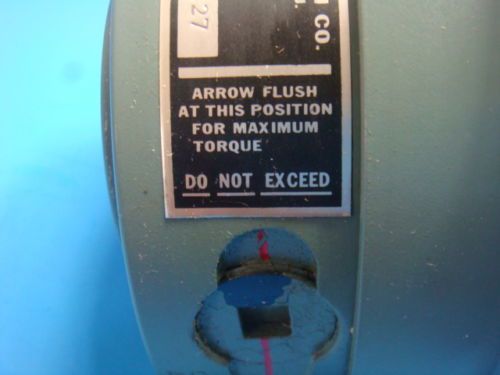 27
CO.
ARROW FLUSH
AT THIS POSITION
FOR MAXIMUM
TORQUE
DO NOT EXCEED